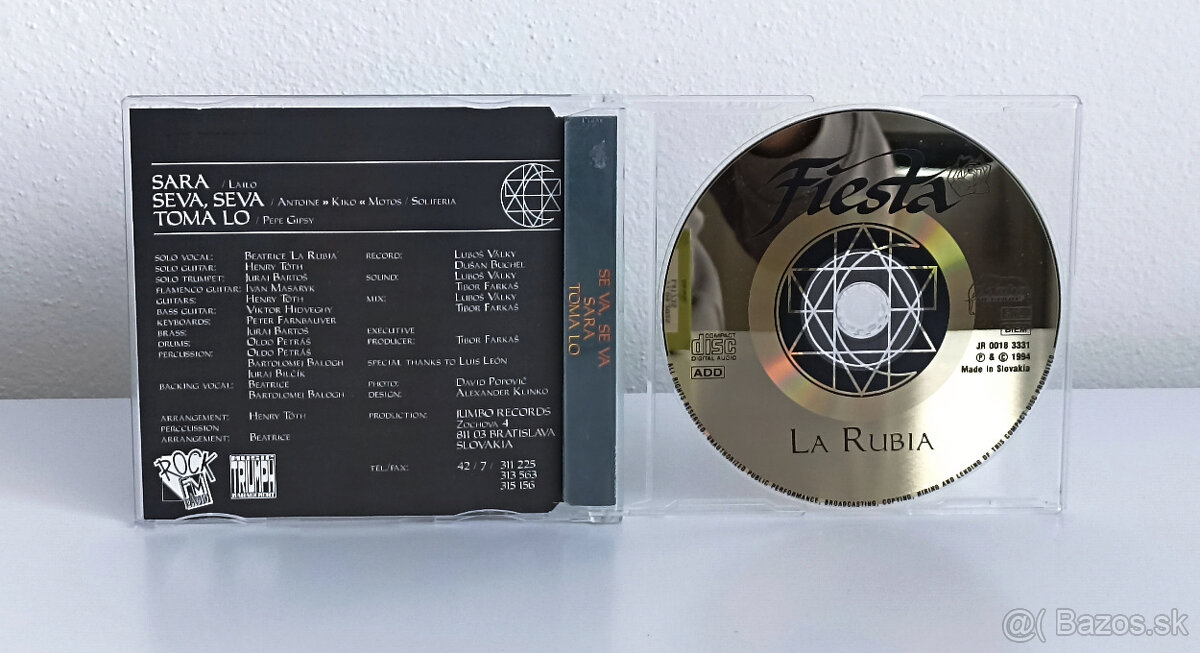 SARA / LAILO
SEVA, SEVA / ANTOINE » KIKO « MOTOS / SOLIFERIA
TOMA LO / PEPE GIPSY
SOLO VOCAL: BEATRICE 'LA RUBIA'
SOLO GUITAR: HENRY TÓTH
SOLO TRUMPET: JURAJ BARTOŠ
FLAMENCO GUITAR: IVAN MASARYK
GUITARS: HENRY TÓTH
BASS GUITAR: VIKTOR HIDVEGHY
KEYBOARDS: PETER FARNBAUVER
BRASS: JURAJ BARTOŠ
DRUMS: OLDO PETRÁŠ
PERCUSSION: OLDO PETRÁŠ
BARTOLOMEJ BALOGH
JURAJ BILČÍK
BACKING VOCAL: BEATRICE
BARTOLOMEJ BALOGH
ARRANGEMENT: HENRY TÓTH
PERCUSSION
ARRANGEMENT: BEATRICE
RECORD: LUBOŠ VÁLKY
DUŠAN BUCHEL
SOUND: LUBOŠ VÁLKY
TIBOR FARKAŠ
MIX: LUBOŠ VÁLKY
TIBOR FARKAŠ
EXECUTIVE
PRODUCER: TIBOR FARKAŠ
SPECIAL THANKS TO LUIS LEÓN
PHOTO: DAVID POPOVIČ
DESIGN: ALEXANDER KLINKO
PRODUCTION: JUMBO RECORDS
ZOCHOVA 4
811 03 BRATISLAVA
SLOVAKIA
TEL/FAX: 42 / 7 / 311 225
313 563
315 156
ROCK
FM
RADIO
MUSIC
TRIUMPH
MANAGEMENT
SE VA, SE VA
SARA
TOMA LO
Fiesta
COMPACT
disc
DIGITAL AUDIO
ADD
BIEM
JR 0018 3331
Ⓟ & © 1994
Made in Slovakia
LA RUBIA
ALL RIGHTS RESERVED. UNAUTHORIZED PUBLIC PERFORMANCE, BROADCASTING, COPYING, HIRING AND LENDING OF THIS COMPACT DISC PROHIBITED
@( Bazos.sk